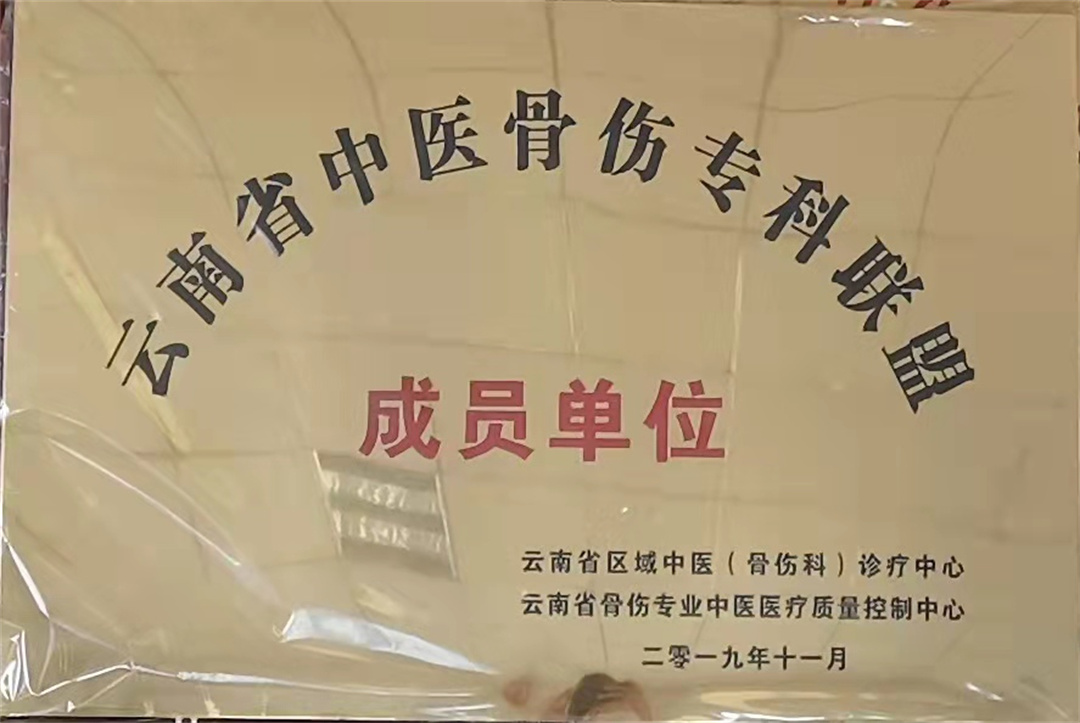 云南省中医骨伤专科联盟
成员单位
云南省区域中医（骨伤科）诊疗中心
云南省骨伤专业中医医疗质量控制中心
二零一九年十一月